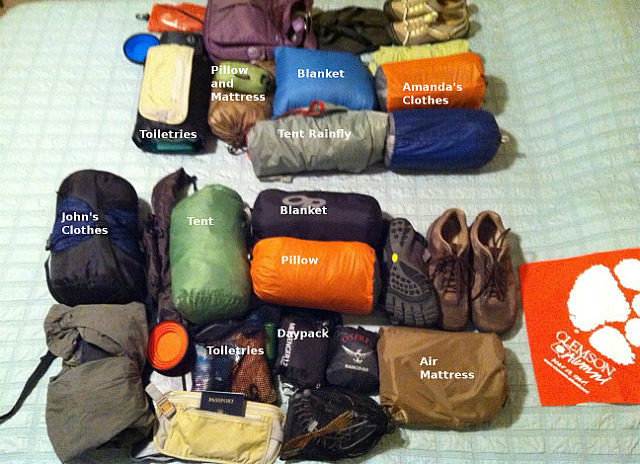 Pillow
and
Mattress
Blanket
Amanda's
Clothes
Toiletries
Tent Rainfly
John's
Clothes
Tent
Blanket
Pillow
Toiletries
Daypack
OSPREY
Air
Mattress
PASSPORT
CLEMSON
Alumni